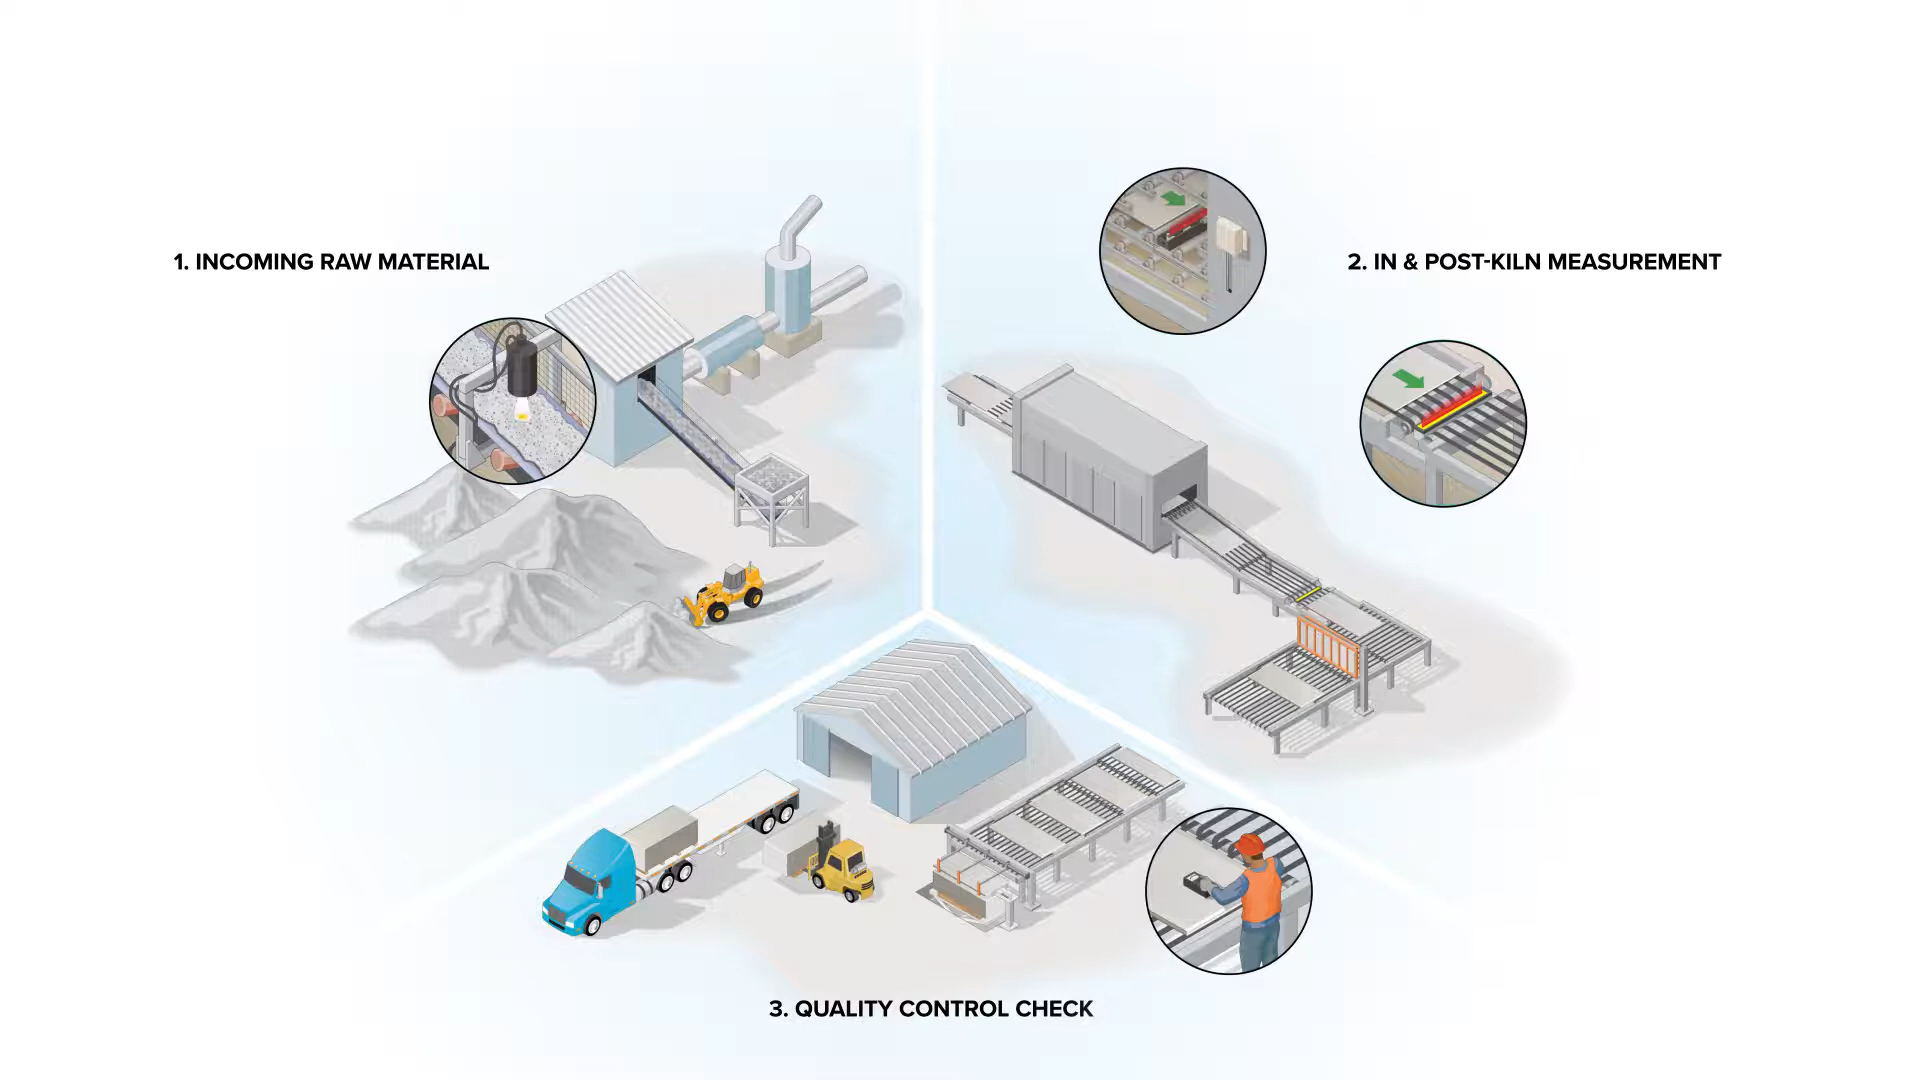 1. INCOMING RAW MATERIAL
2. IN & POST-KILN MEASUREMENT
3. QUALITY CONTROL CHECK